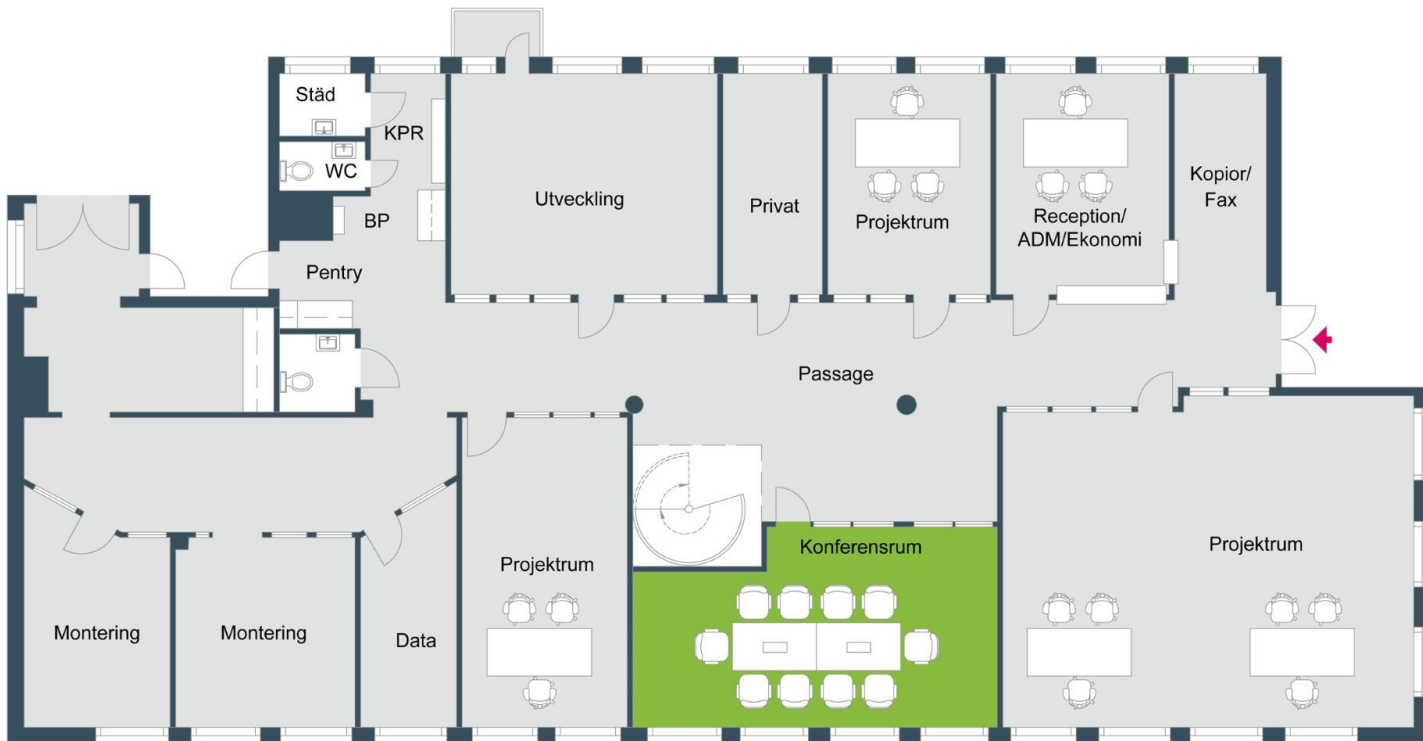 Städ
KPR
WC
BP
Pentry
Utveckling
Privat
Projektrum
Reception/
ADM/Ekonomi
Kopior/
Fax
Passage
Montering
Montering
Data
Projektrum
Konferensrum
Projektrum